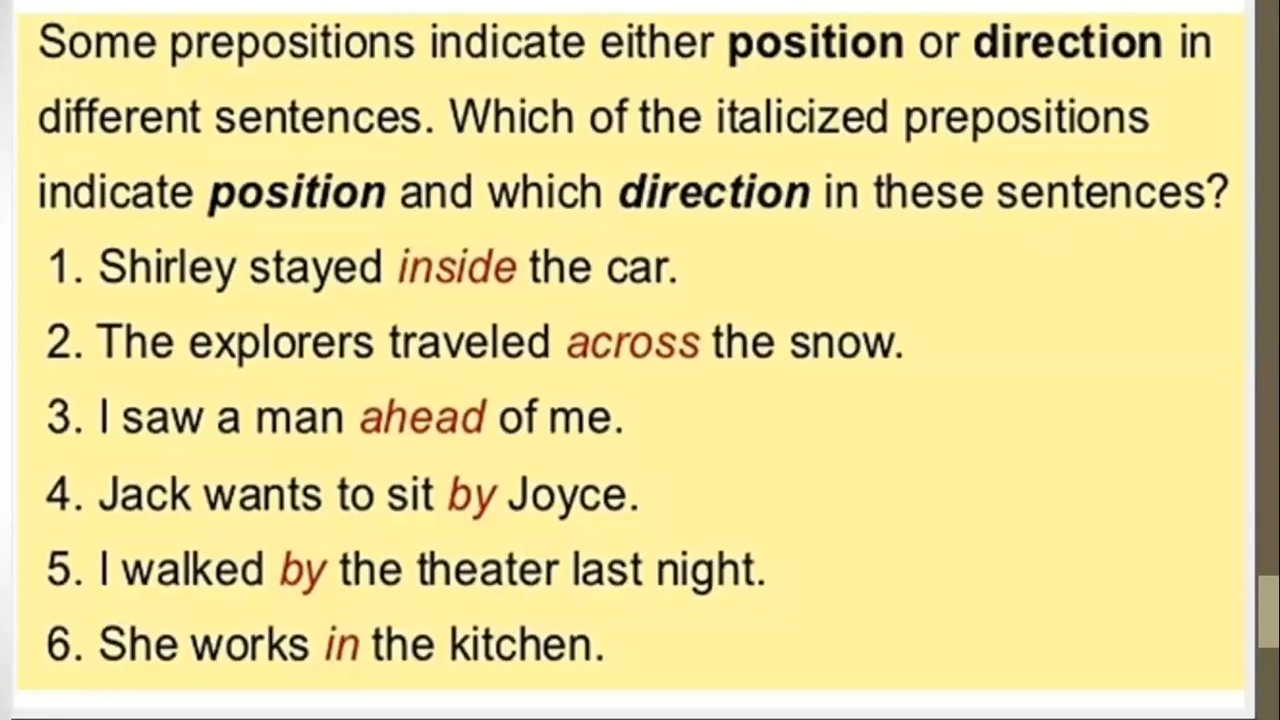 Some prepositions indicate either position or direction in
different sentences. Which of the italicized prepositions
indicate position and which direction in these sentences?
1. Shirley stayed inside the car.
2. The explorers traveled across the snow.
3. I saw a man ahead of me.
4. Jack wants to sit by Joyce.
5. I walked by the theater last night.
6. She works in the kitchen.